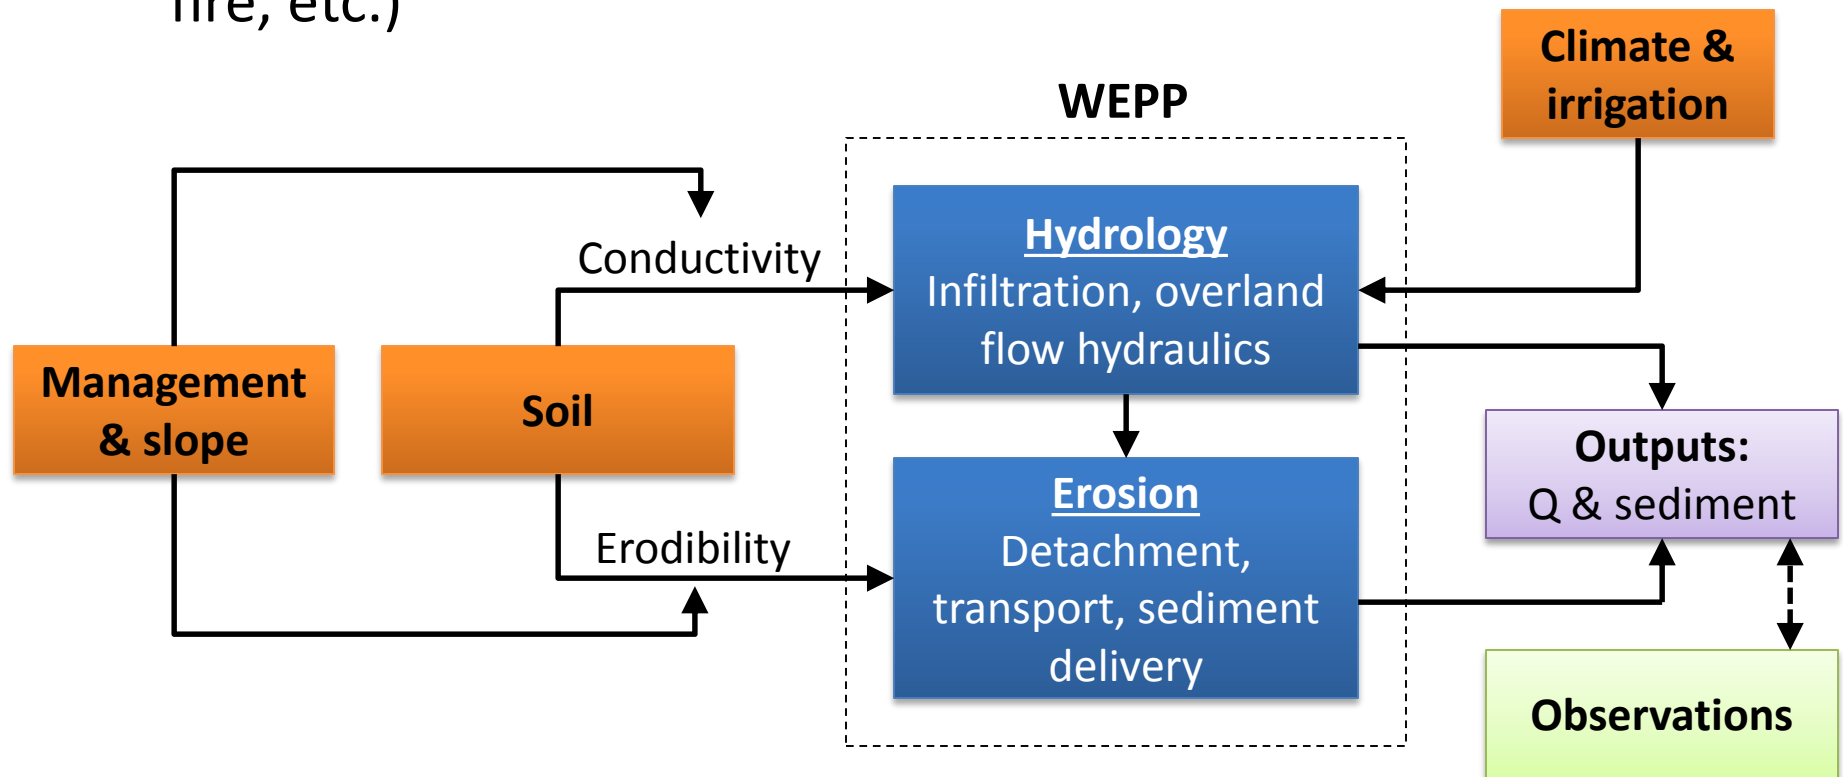 fire, etc.)
Climate &
irrigation
WEPP
Hydrology
Infiltration, overland
flow hydraulics
Conductivity
Management
& slope
Soil
Outputs:
Q & sediment
Erosion
Detachment,
transport, sediment
delivery
Erodibility
Observations